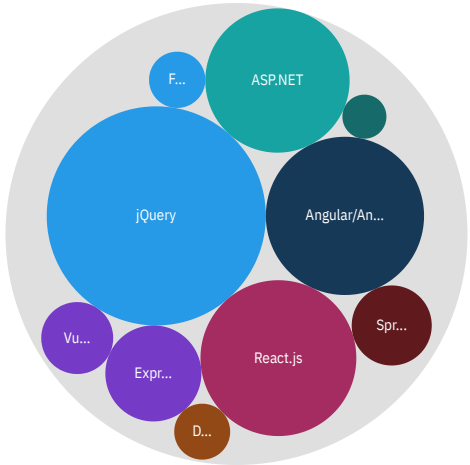 F...
ASP.NET
jQuery
Angular/An...
Spr...
Vu...
React.js
Expr...
D...